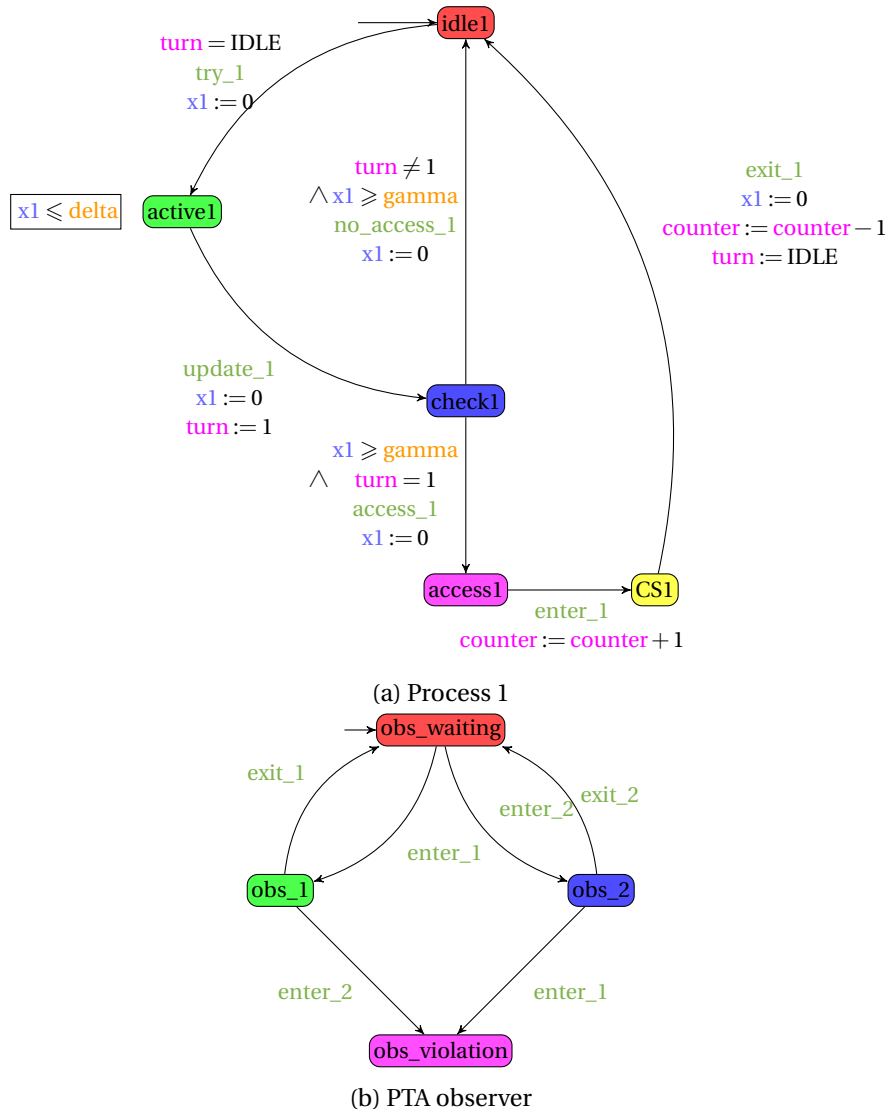 idle1
turn = IDLE
try_1
x1 := 0
turn ≠ 1
∧ x1 ⩾ gamma
no_access_1
x1 := 0
exit_1
x1 := 0
counter := counter − 1
turn := IDLE
x1 ⩽ delta
active1
update_1
x1 := 0
turn := 1
check1
x1 ⩾ gamma
∧ turn = 1
access_1
x1 := 0
access1
CS1
enter_1
counter := counter + 1
(a) Process 1
obs_waiting
exit_1
enter_1
enter_2
exit_2
obs_1
obs_2
enter_2
enter_1
obs_violation
(b) PTA observer